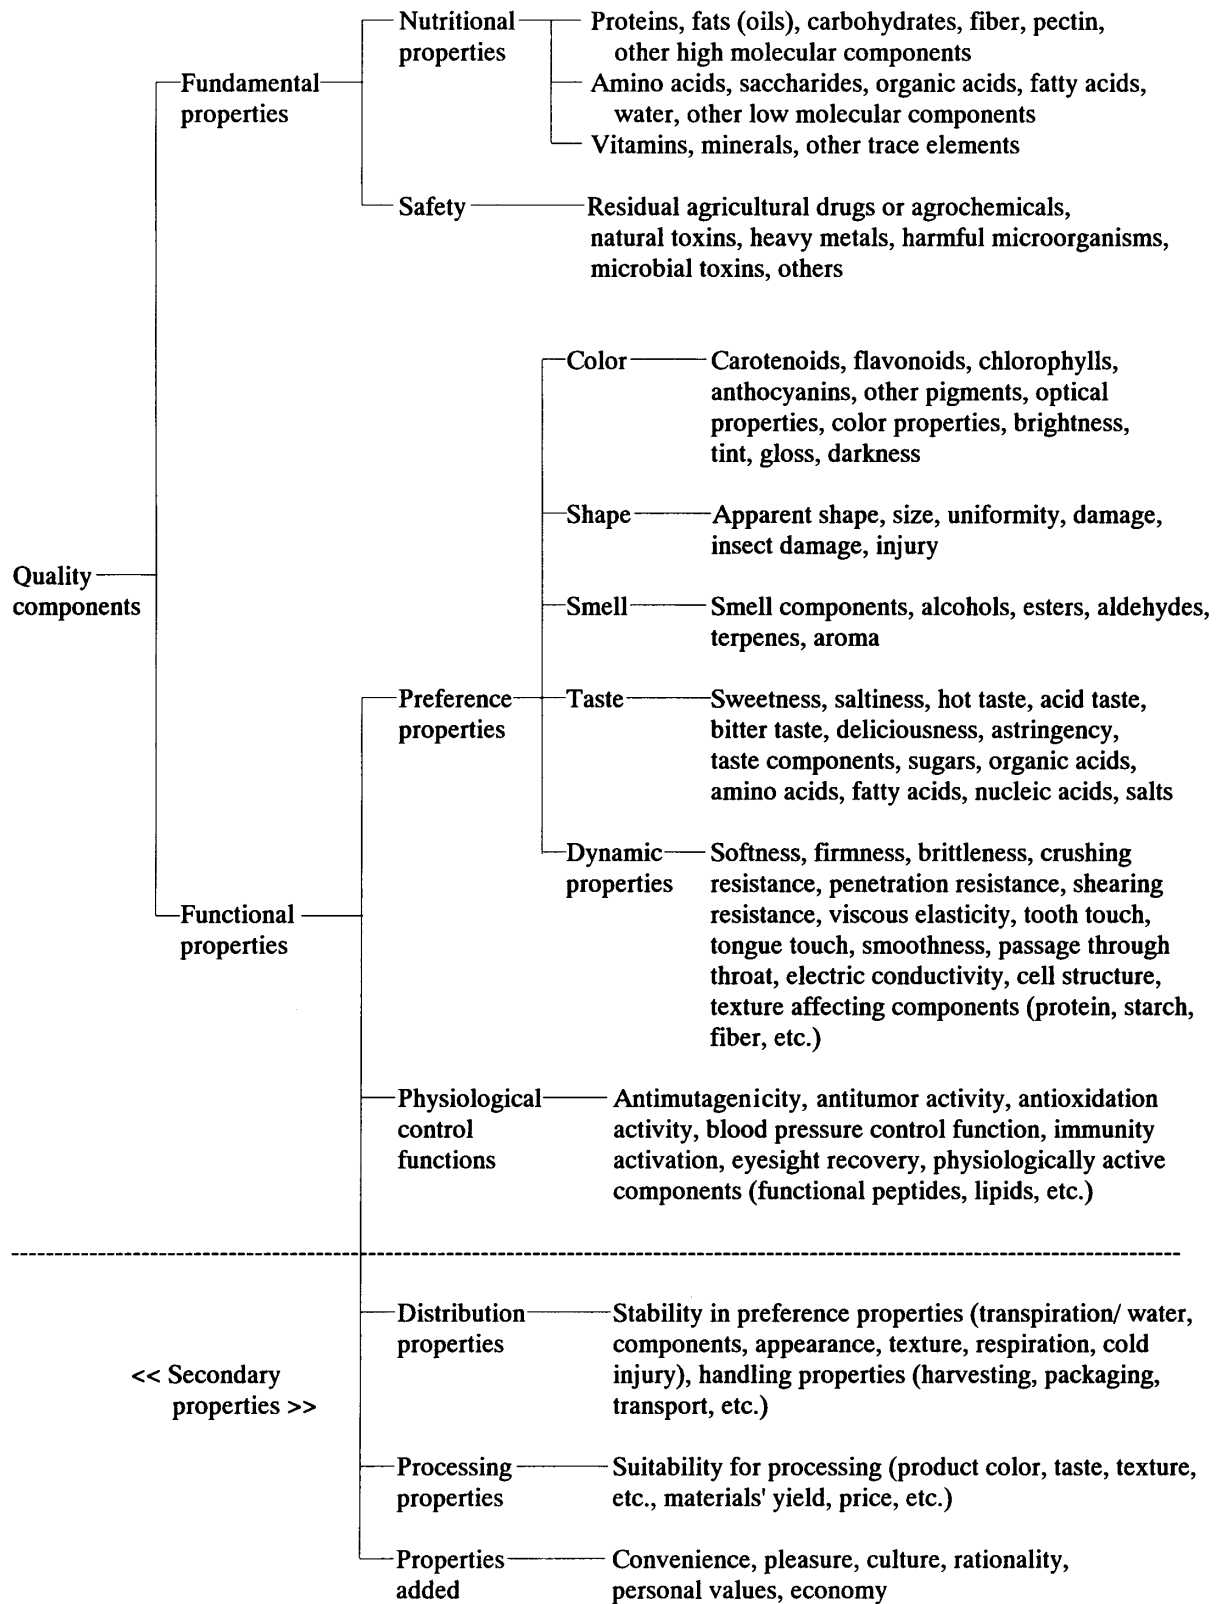 Nutritional properties
Proteins, fats (oils), carbohydrates, fiber, pectin,
other high molecular components
Fundamental properties
Amino acids, saccharides, organic acids, fatty acids,
water, other low molecular components
Vitamins, minerals, other trace elements
Safety
Residual agricultural drugs or agrochemicals,
natural toxins, heavy metals, harmful microorganisms,
microbial toxins, others
Color
Carotenoids, flavonoids, chlorophylls,
anthocyanins, other pigments, optical
properties, color properties, brightness,
tint, gloss, darkness
Shape
Apparent shape, size, uniformity, damage,
insect damage, injury
Quality
components
Smell
Smell components, alcohols, esters, aldehydes,
terpenes, aroma
Preference
properties
Taste
Sweetness, saltiness, hot taste, acid taste,
bitter taste, deliciousness, astringency,
taste components, sugars, organic acids,
amino acids, fatty acids, nucleic acids, salts
Dynamic
properties
Softness, firmness, brittleness, crushing
resistance, penetration resistance, shearing
resistance, viscous elasticity, tooth touch,
tongue touch, smoothness, passage through
throat, electric conductivity, cell structure,
texture affecting components (protein, starch,
fiber, etc.)
Functional
properties
Physiological
control
functions
Antimutagenicity, antitumor activity, antioxidation
activity, blood pressure control function, immunity
activation, eyesight recovery, physiologically active
components (functional peptides, lipids, etc.)
Distribution
properties
Stability in preference properties (transpiration/ water,
components, appearance, texture, respiration, cold
injury), handling properties (harvesting, packaging,
transport, etc.)
<< Secondary
properties >>
Processing
properties
Suitability for processing (product color, taste, texture,
etc., materials' yield, price, etc.)
Properties
added
Convenience, pleasure, culture, rationality,
personal values, economy